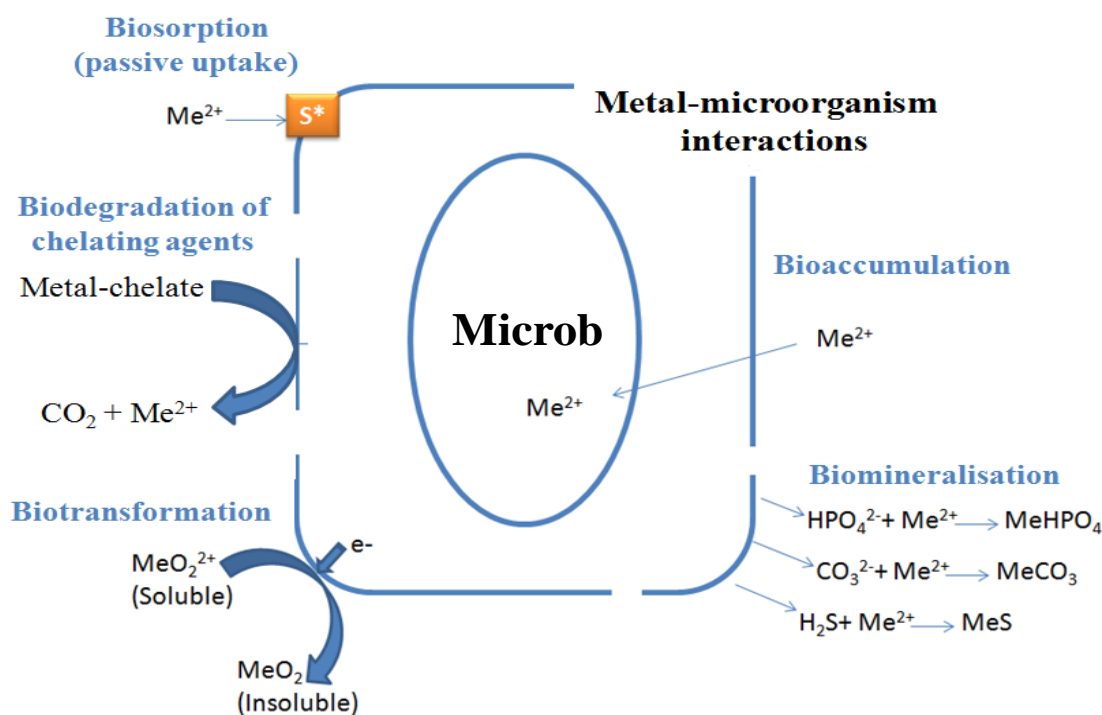 Biosorption
(passive uptake)
Me²⁺
S*
Metal-microorganism
interactions
Biodegradation of
chelating agents
Metal-chelate
CO₂ + Me²⁺
Microb
Me²⁺
Bioaccumulation
Me²⁺
Biotransformation
e-
MeO₂²⁺
(Soluble)
MeO₂
(Insoluble)
Biomineralisation
HPO₄²⁻+ Me²⁺ → MeHPO₄
CO₃²⁻+ Me²⁺ → MeCO₃
H₂S+ Me²⁺ → MeS